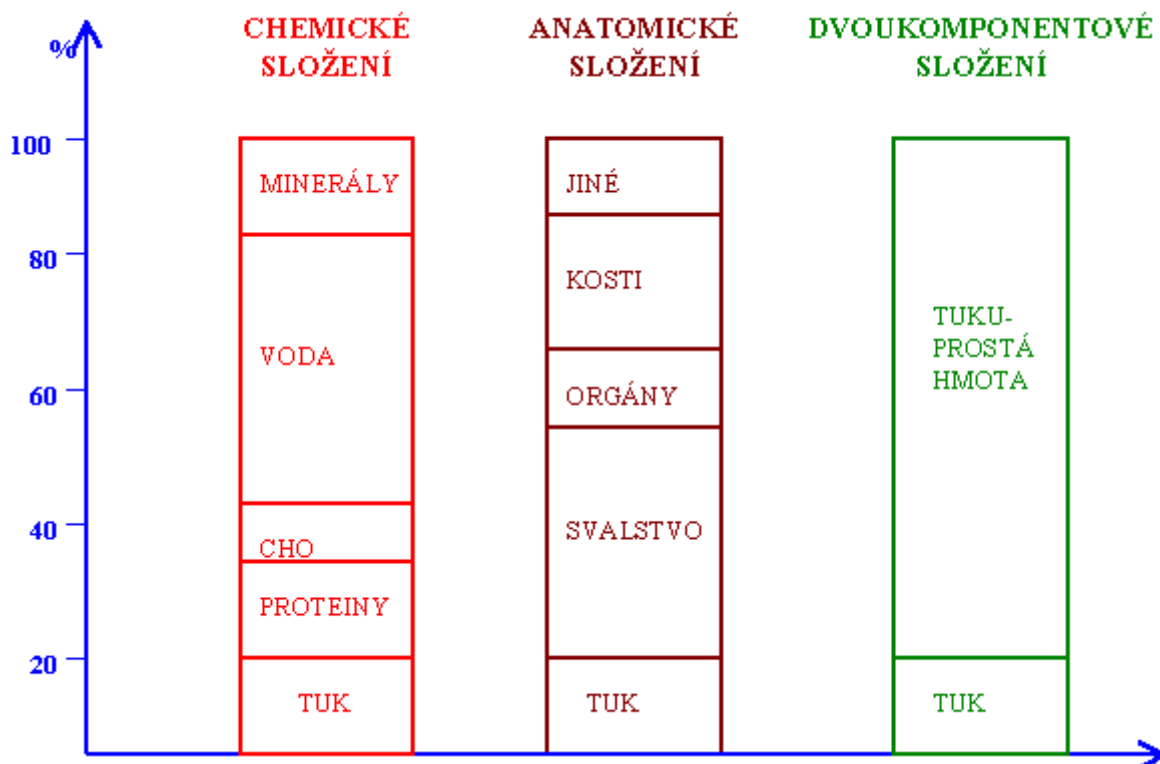 %
100
80
60
40
20
CHEMICKÉ
SLOŽENÍ
MINERÁLY
VODA
CHO
PROTEINY
TUK
ANATOMICKÉ
SLOŽENÍ
JINÉ
KOSTI
ORGÁNY
SVALSTVO
TUK
DVOUKOMPONENTOVÉ
SLOŽENÍ
TUKU-
PROSTÁ
HMOTA
TUK